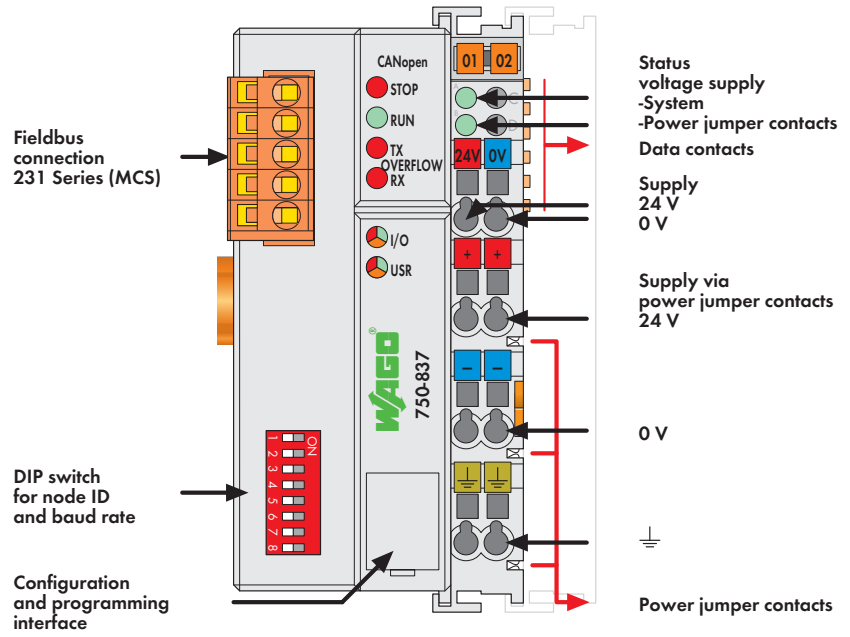 CANopen
STOP
RUN
TX
OVERFLOW
RX
I/O
USR
WAGO
®
750-837
01 02
A C
B D
24V 0V
+ +
– –
ON
1
2
3
4
5
6
7
8
Fieldbus
connection
231 Series (MCS)
DIP switch
for node ID
and baud rate
Configuration
and programming
interface
Status
voltage supply
-System
-Power jumper contacts
Data contacts
Supply
24 V
0 V
Supply via
power jumper contacts
24 V
0 V
Power jumper contacts